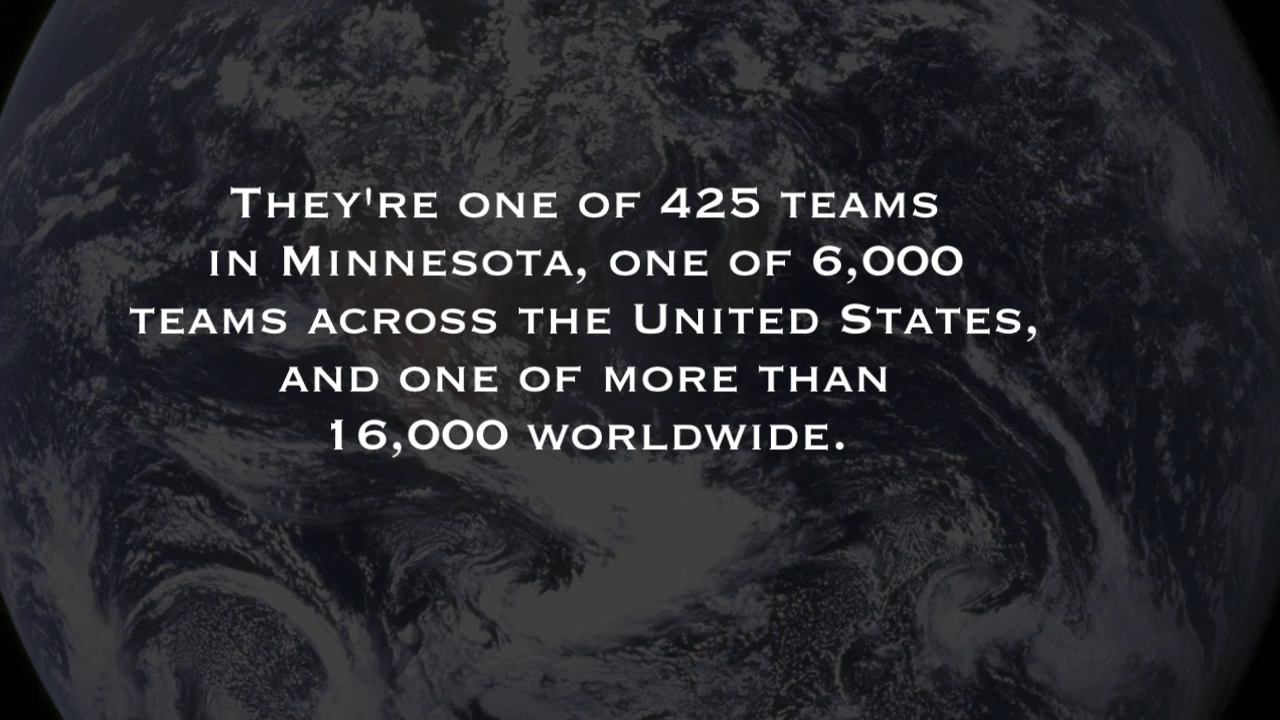 They're one of 425 teams
in Minnesota, one of 6,000
teams across the United States,
and one of more than
16,000 worldwide.